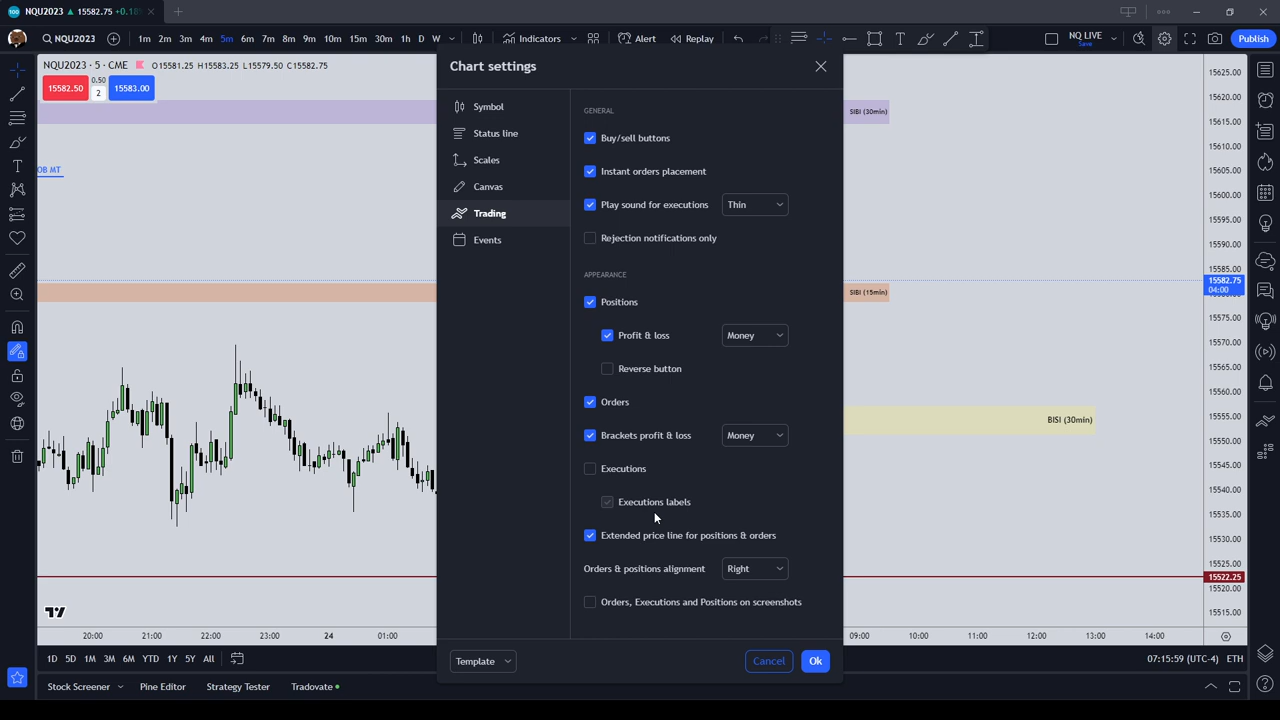 NQU2023 ▲ 15582.75 +0.18
NQU2023
1m 2m 3m 4m 5m 6m 7m 8m 9m 10m 15m 30m 1h D W
Indicators
Alert
Replay
NQ LIVE
Save
Publish
NQU2023 · 5 · CME
O15581.25 H15583.25 L15579.50 C15582.75
15582.50
0.50
2
15583.00
OB MT
Chart settings
Symbol
Status line
Scales
Canvas
Trading
Events
GENERAL
Buy/sell buttons
Instant orders placement
Play sound for executions Thin
Rejection notifications only
APPEARANCE
Positions
Profit & loss Money
Reverse button
Orders
Brackets profit & loss Money
Executions
Executions labels
Extended price line for positions & orders
Orders & positions alignment Right
Orders, Executions and Positions on screenshots
Template
Cancel
Ok
SIBI (30min)
SIBI (15min)
BISI (30min)
15625.00
15620.00
15615.00
15610.00
15605.00
15600.00
15595.00
15590.00
15585.00
15582.75
04:00
15575.00
15570.00
15565.00
15560.00
15555.00
15550.00
15545.00
15540.00
15535.00
15530.00
15525.00
15522.25
15520.00
15515.00
20:00 21:00 22:00 23:00 24 01:00 09:00 10:00 11:00 12:00 13:00 14:00
1D 5D 1M 3M 6M YTD 1Y 5Y All
07:15:59 (UTC-4) ETH
Stock Screener Pine Editor Strategy Tester Tradovate